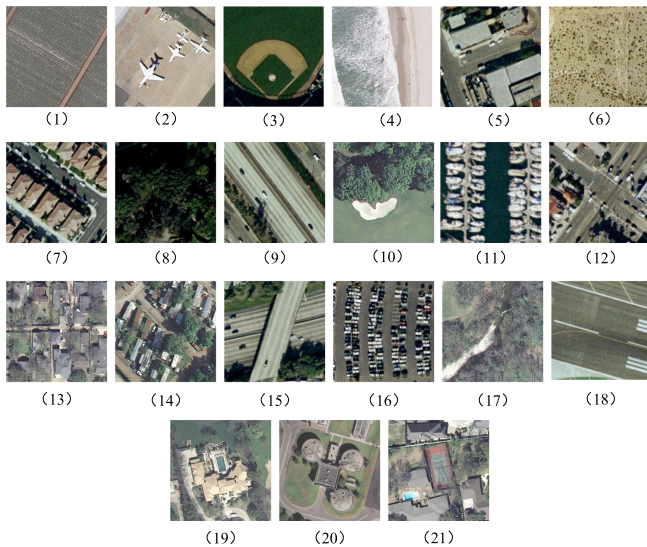 （1） （2） （3） （4） （5） （6）
（7） （8） （9） （10） （11） （12）
（13） （14） （15） （16） （17） （18）
（19） （20） （21）